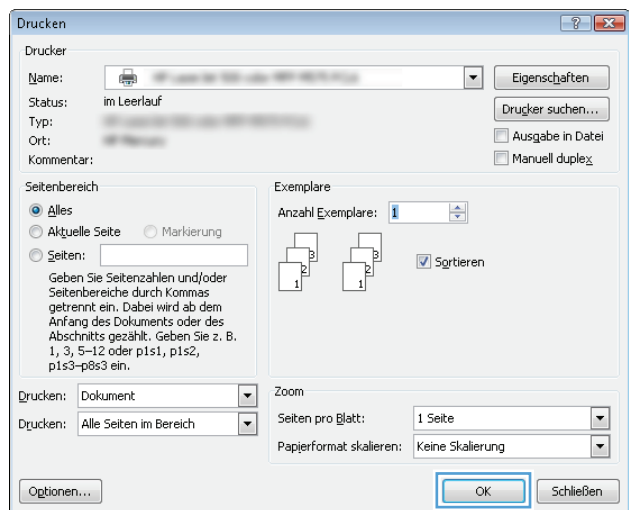 Drucken
Drucker
Name:
Eigenschaften
Status: im Leerlauf
Drucker suchen...
Typ:
Ort:
Ausgabe in Datei
Kommentar:
Manuell duplex
Seitenbereich
Alles
Aktuelle Seite Markierung
Seiten:
Geben Sie Seitenzahlen und/oder
Seitenbereiche durch Kommas
getrennt ein. Dabei wird ab dem
Anfang des Dokuments oder des
Abschnitts gezählt. Geben Sie z. B.
1, 3, 5–12 oder p1s1, p1s2,
p1s3–p8s3 ein.
Exemplare
Anzahl Exemplare: 1
3 3
2 2
1 1
Sortieren
Drucken: Dokument
Drucken: Alle Seiten im Bereich
Zoom
Seiten pro Blatt: 1 Seite
Papierformat skalieren: Keine Skalierung
Optionen...
OK
Schließen